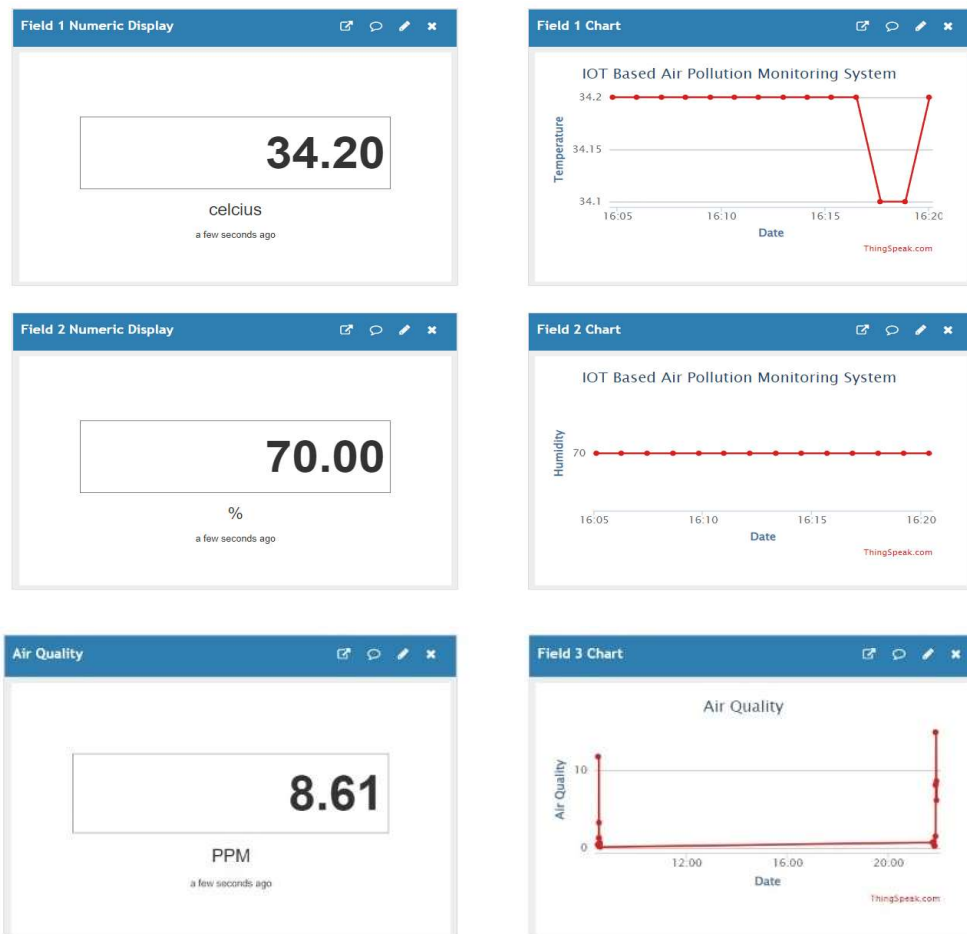 Field 1 Numeric Display
34.20
celcius
a few seconds ago
Field 1 Chart
IOT Based Air Pollution Monitoring System
Temperature
34.2
34.15
34.1
16:05 16:10 16:15 16:20
Date
ThingSpeak.com
Field 2 Numeric Display
70.00
%
a few seconds ago
Field 2 Chart
IOT Based Air Pollution Monitoring System
Humidity
70
16:05 16:10 16:15 16:20
Date
ThingSpeak.com
Air Quality
8.61
PPM
a few seconds ago
Field 3 Chart
Air Quality
Air Quality
10
0
12:00 16:00 20:00
Date
ThingSpeak.com